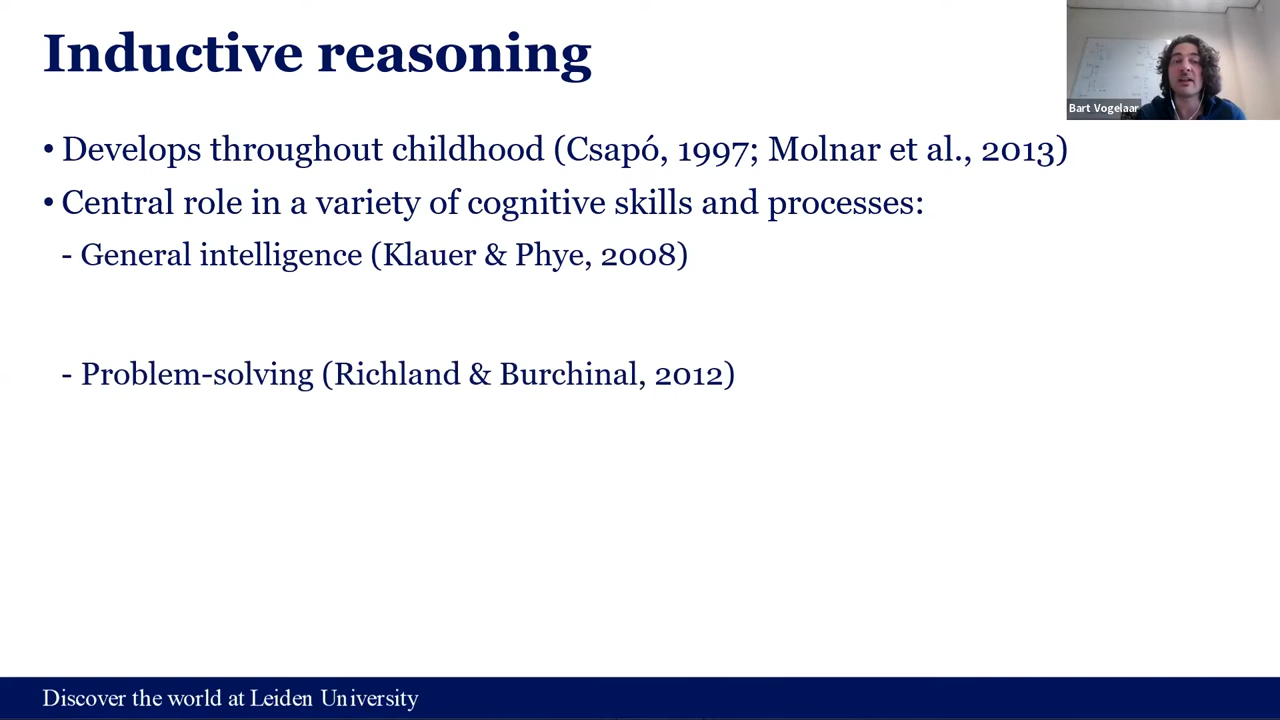 Inductive reasoning
Bart Vogelaar
• Develops throughout childhood (Csapó, 1997; Molnar et al., 2013)
• Central role in a variety of cognitive skills and processes:
- General intelligence (Klauer & Phye, 2008)
- Problem-solving (Richland & Burchinal, 2012)
Discover the world at Leiden University